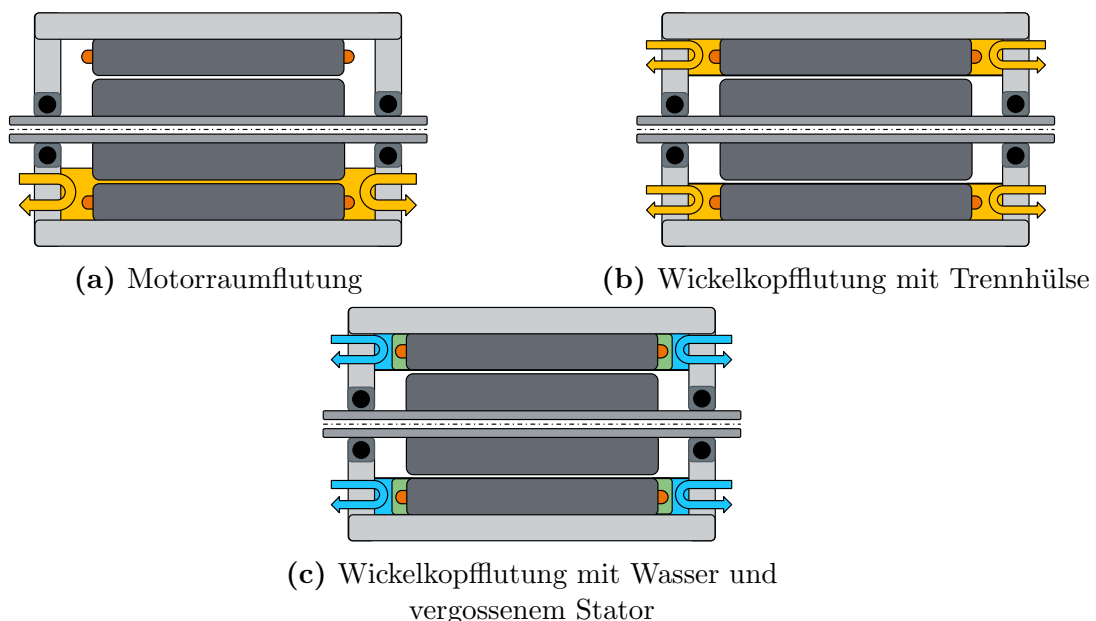 (a) Motorraumflutung
(b) Wickelkopfflutung mit Trennhülse
(c) Wickelkopfflutung mit Wasser und
vergossenem Stator